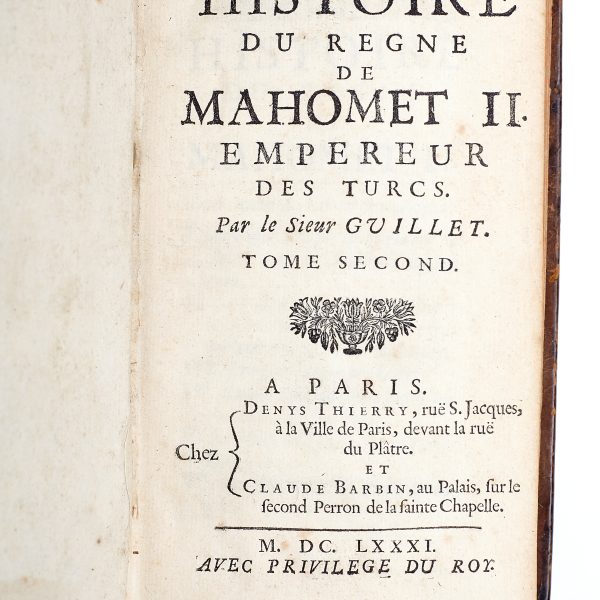 HISTOIRE
DU REGNE
DE
MAHOMET II.
EMPEREUR
DES TURCS.
Par le Sieur GVILLET.
TOME SECOND.
A PARIS.
Chez
DENYS THIERRY, ruë S. Jacques,
à la Ville de Paris, devant la ruë
du Plâtre.
ET
CLAUDE BARBIN, au Palais, ſur le
ſecond Perron de la ſainte Chapelle.
M. DC. LXXXI.
AVEC PRIVILEGE DU ROY.